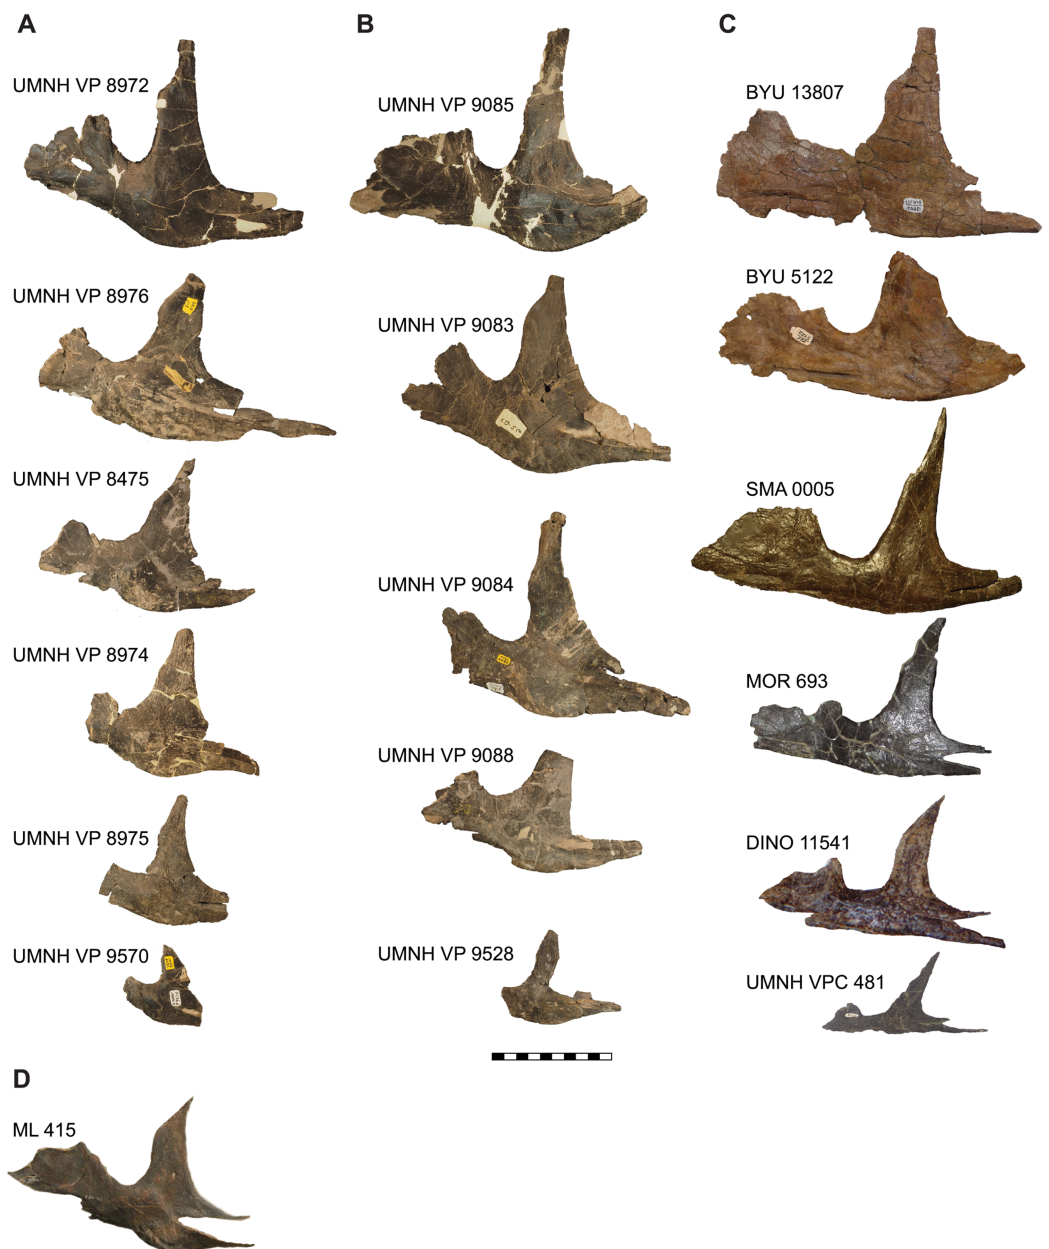 A
UMNH VP 8972
UMNH VP 8976
UMNH VP 8475
UMNH VP 8974
UMNH VP 8975
UMNH VP 9570
B
UMNH VP 9085
UMNH VP 9083
UMNH VP 9084
UMNH VP 9088
UMNH VP 9528
C
BYU 13807
BYU 5122
SMA 0005
MOR 693
DINO 11541
UMNH VPC 481
D
ML 415